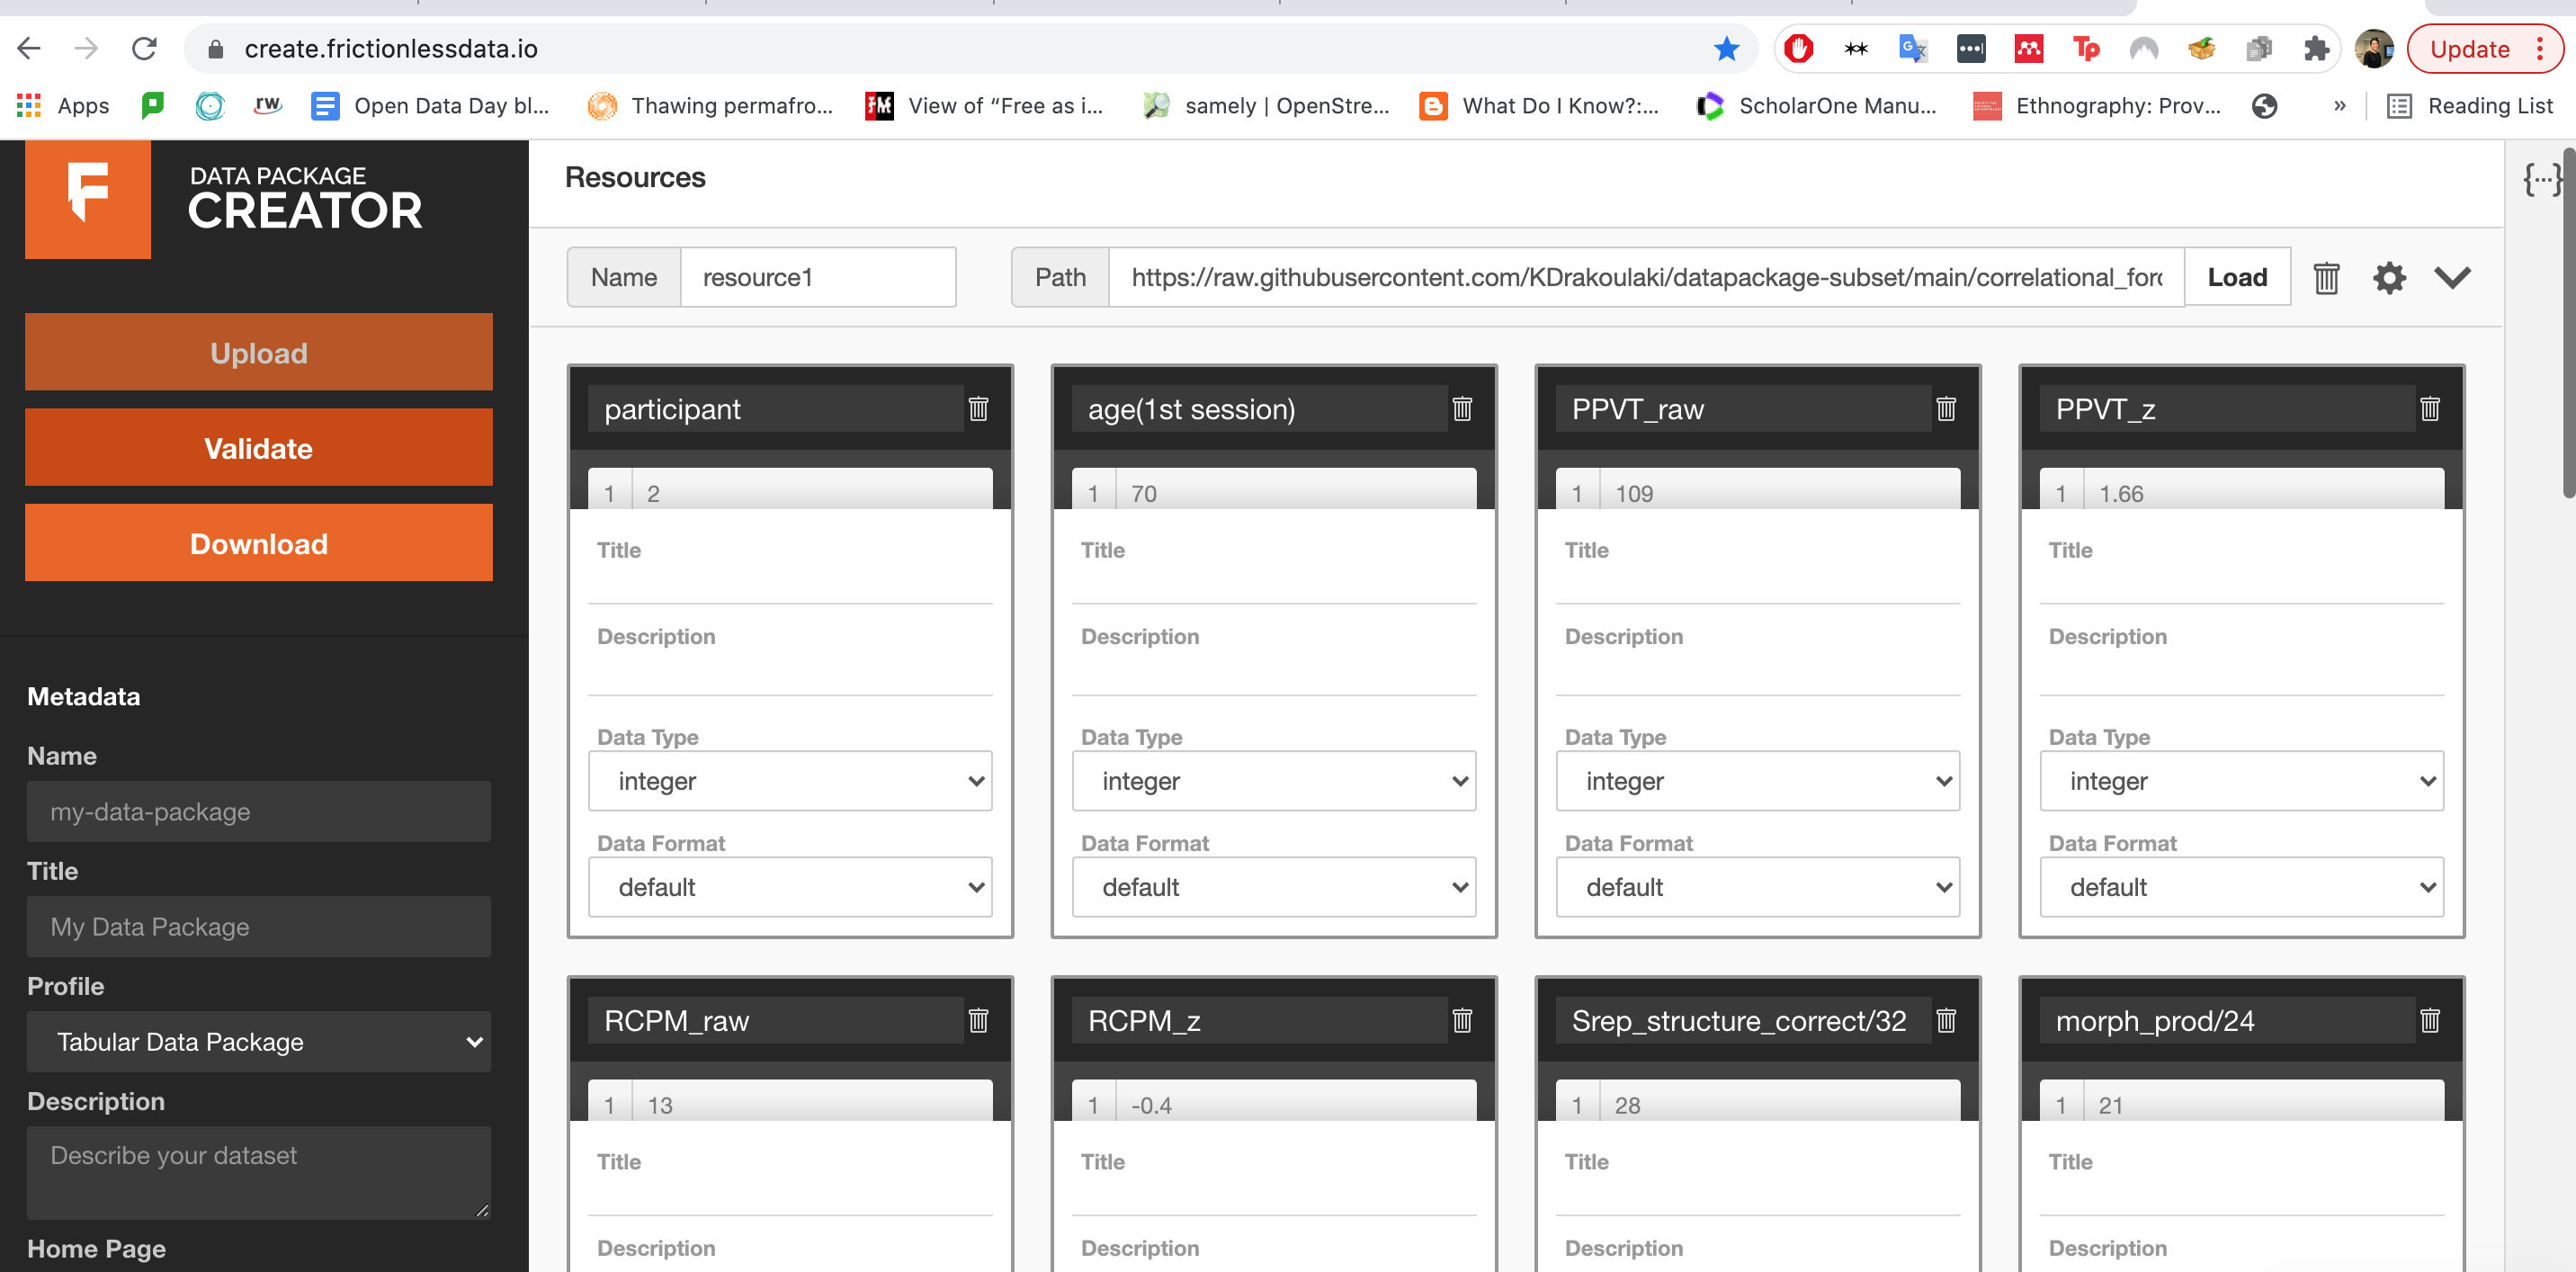 create.frictionlessdata.io
Update
Apps
rw
Open Data Day bl...
Thawing permafro...
View of “Free as i...
samely | OpenStre...
What Do I Know?:...
ScholarOne Manu...
Ethnography: Prov...
»
Reading List
DATA PACKAGE
CREATOR
Upload
Validate
Download
Metadata
Name
my-data-package
Title
My Data Package
Profile
Tabular Data Package
Description
Describe your dataset
Home Page
Resources
{...}
Name resource1 Path https://raw.githubusercontent.com/KDrakoulaki/datapackage-subset/main/correlational_forc Load
participant age(1st session) PPVT_raw PPVT_z
1 2 1 70 1 109 1 1.66
Title Title Title Title
Description Description Description Description
Data Type Data Type Data Type Data Type
integer integer integer integer
Data Format Data Format Data Format Data Format
default default default default
RCPM_raw RCPM_z Srep_structure_correct/32 morph_prod/24
1 13 1 -0.4 1 28 1 21
Title Title Title Title
Description Description Description Description